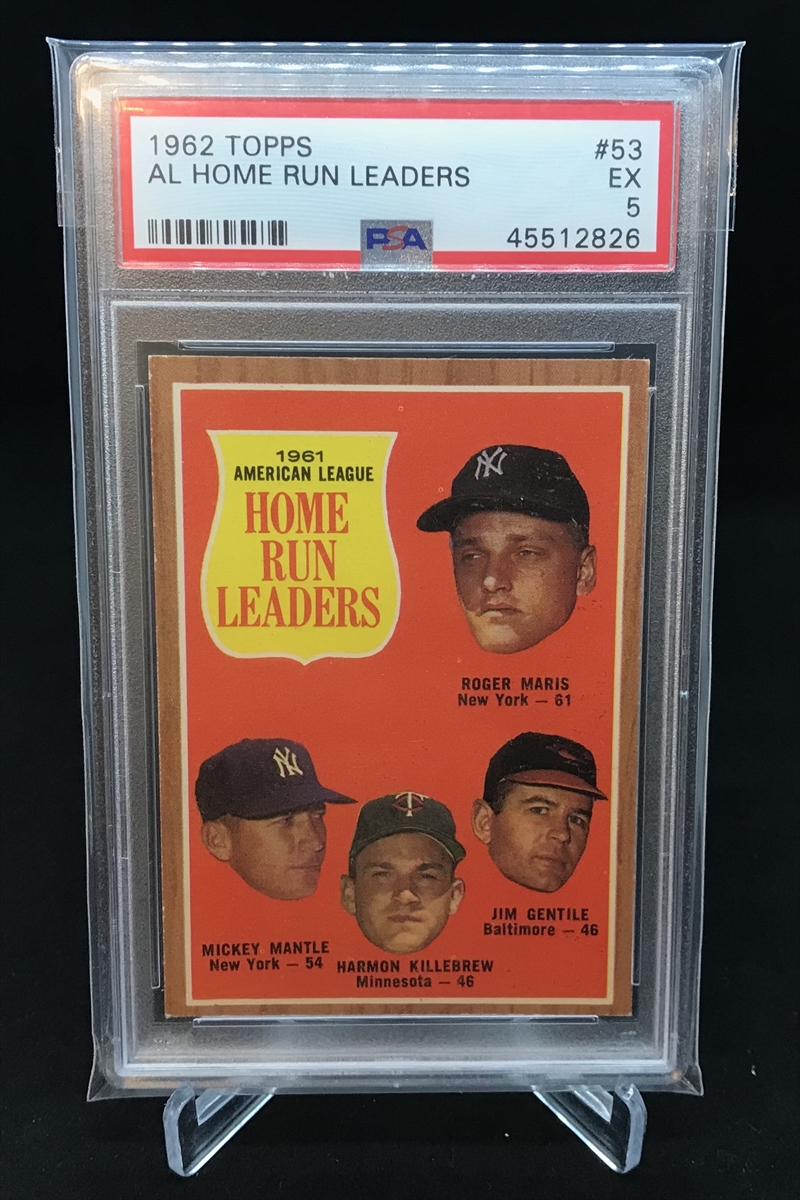 1962 TOPPS #53
AL HOME RUN LEADERS EX
5
PSA 45512826
1961
AMERICAN LEAGUE
HOME
RUN
LEADERS
NY
ROGER MARIS
New York — 61
NY
TC
JIM GENTILE
Baltimore — 46
MICKEY MANTLE
New York — 54
HARMON KILLEBREW
Minnesota — 46